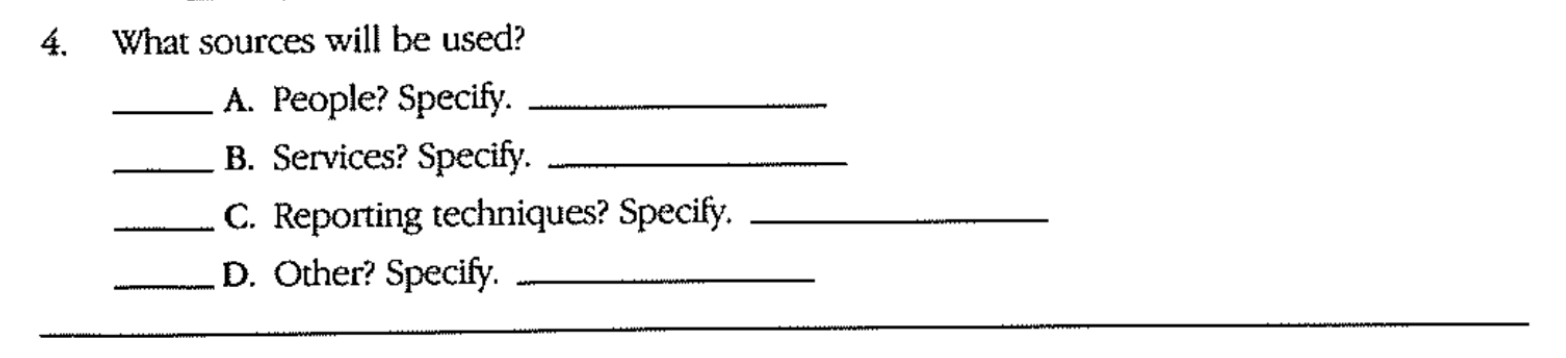 4. What sources will be used?
_____ A. People? Specify. _______________
_____ B. Services? Specify. _______________
_____ C. Reporting techniques? Specify. _______________
_____ D. Other? Specify. _______________